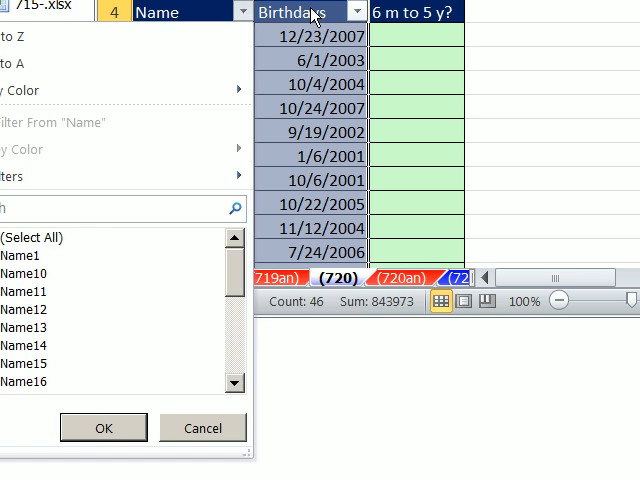 715-.xlsx
4 Name Birthdays 6 m to 5 y?
to Z
to A
y Color
Filter From "Name"
by Color
lters
h
(Select All)
Name1
Name10
Name11
Name12
Name13
Name14
Name15
Name16
OK Cancel
12/23/2007
6/1/2003
10/4/2004
10/24/2007
9/19/2002
1/6/2001
10/6/2001
10/22/2005
11/12/2004
7/24/2006
719an) (720) (720an) (72
Count: 46 Sum: 843973 100%